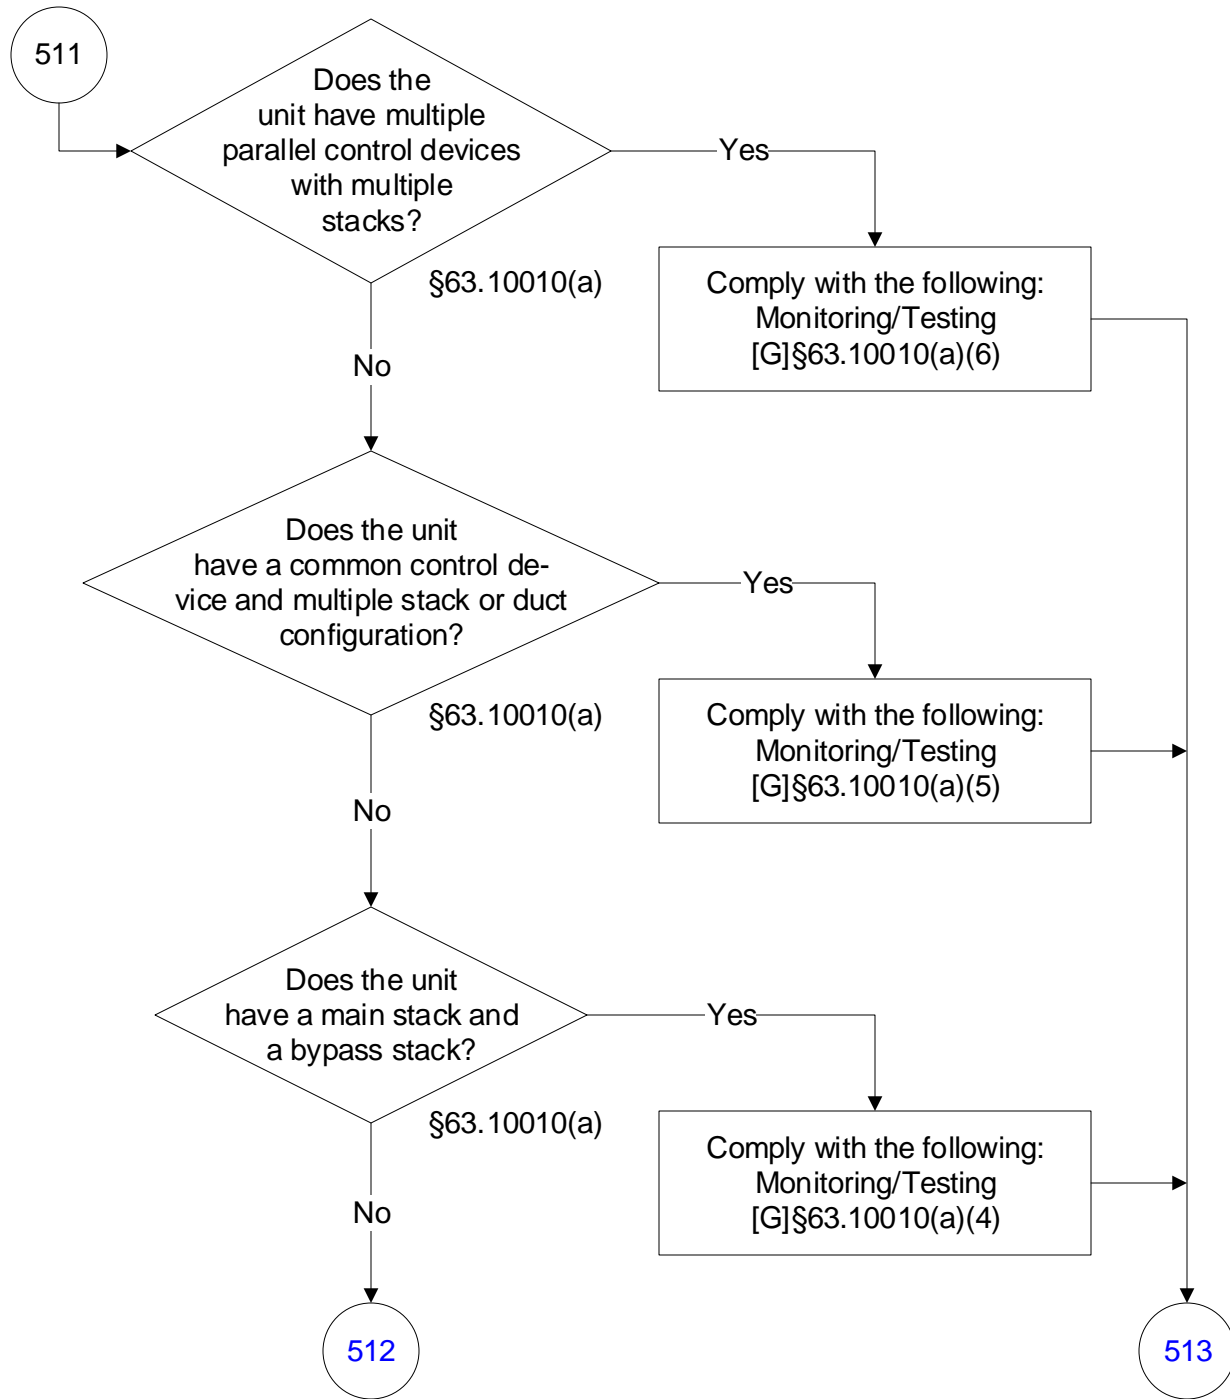 511
Does the
unit have multiple
parallel control devices
with multiple
stacks?
Yes
§63.10010(a)
Comply with the following:
Monitoring/Testing
[G]§63.10010(a)(6)
No
Does the unit
have a common control de-
vice and multiple stack or duct
configuration?
Yes
§63.10010(a)
Comply with the following:
Monitoring/Testing
[G]§63.10010(a)(5)
No
Does the unit
have a main stack and
a bypass stack?
Yes
§63.10010(a)
Comply with the following:
Monitoring/Testing
[G]§63.10010(a)(4)
No
512
513